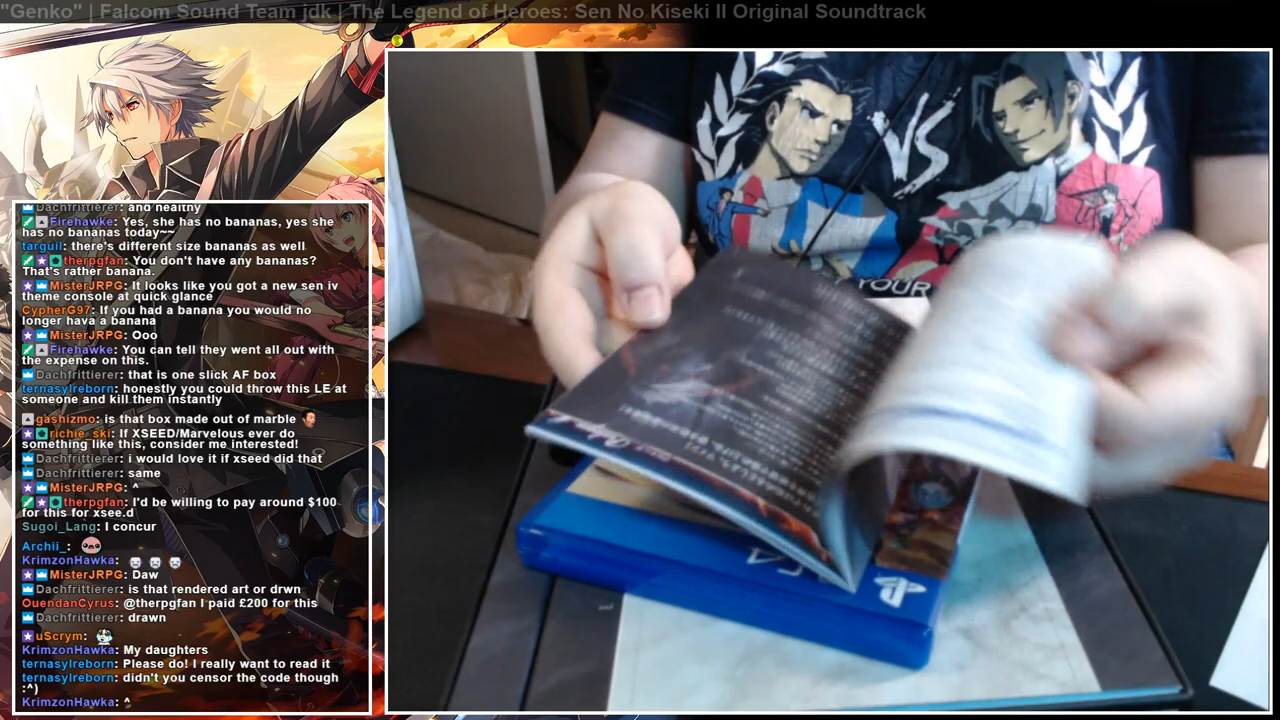 "Genko" | Falcom Sound Team jdk | The Legend of Heroes: Sen No Kiseki II Original Soundtrack
Dachfrittierer: and healthy
Firehawke: Yes, she has no bananas, yes she
has no bananas today~~
targuil: there's different size bananas as well
therpgfan: You don't have any bananas?
That's rather banana.
MisterJRPG: It looks like you got a new sen iv
theme console at quick glance
CypherG97: If you had a banana you would no
longer hava a banana
MisterJRPG: Ooo
Firehawke: You can tell they went all out with
the expense on this.
Dachfrittierer: that is one slick AF box
ternasylreborn: honestly you could throw this LE at
someone and kill them instantly
gashizmo: is that box made out of marble
richie_ski: If XSEED/Marvelous ever do
something like this, consider me interested!
Dachfrittierer: i would love it if xseed did that
Dachfrittierer: same
MisterJRPG: ^
therpgfan: I'd be willing to pay around $100
for this for xsee.d
Sugoi_Lang: I concur
Archii_:
KrimzonHawka:
MisterJRPG: Daw
Dachfrittierer: is that rendered art or drwn
OuendanCyrus: @therpgfan I paid £200 for this
Dachfrittierer: drawn
uScrym:
KrimzonHawka: My daughters
ternasylreborn: Please do! I really want to read it
ternasylreborn: didn't you censor the code though
:^)
KrimzonHawka: ^
VS
YOUR